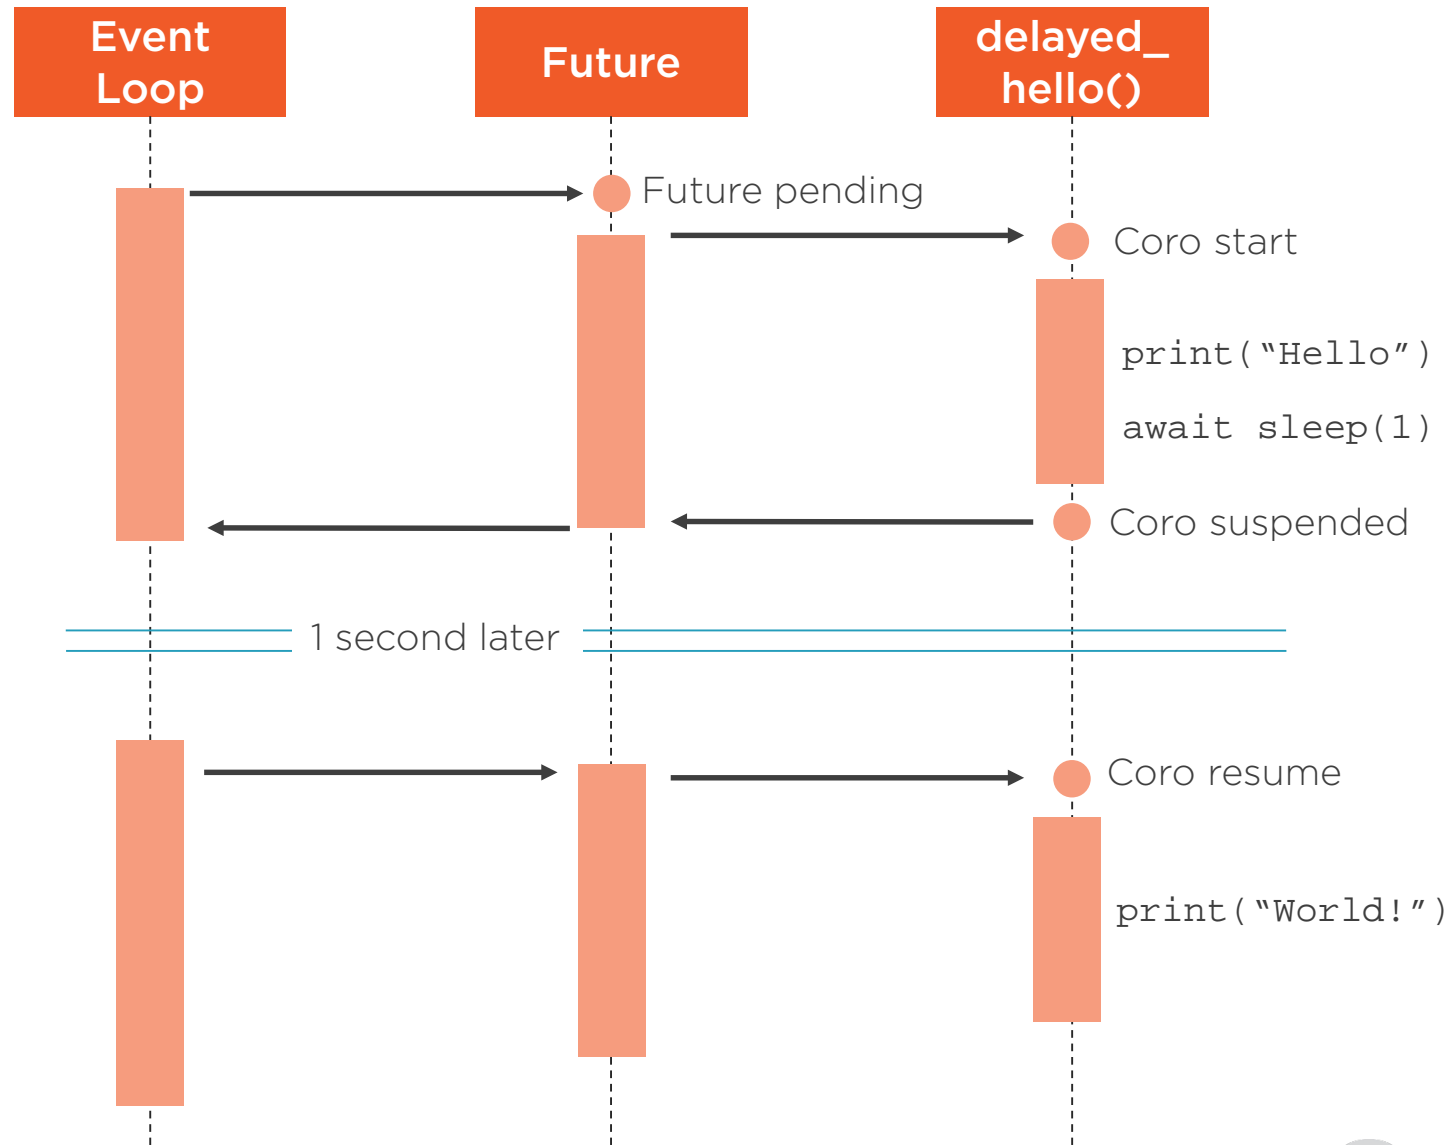 Event
Loop
Future
delayed_
hello()
Future pending
Coro start
print(“Hello”)
await sleep(1)
Coro suspended
1 second later
Coro resume
print(“World!”)